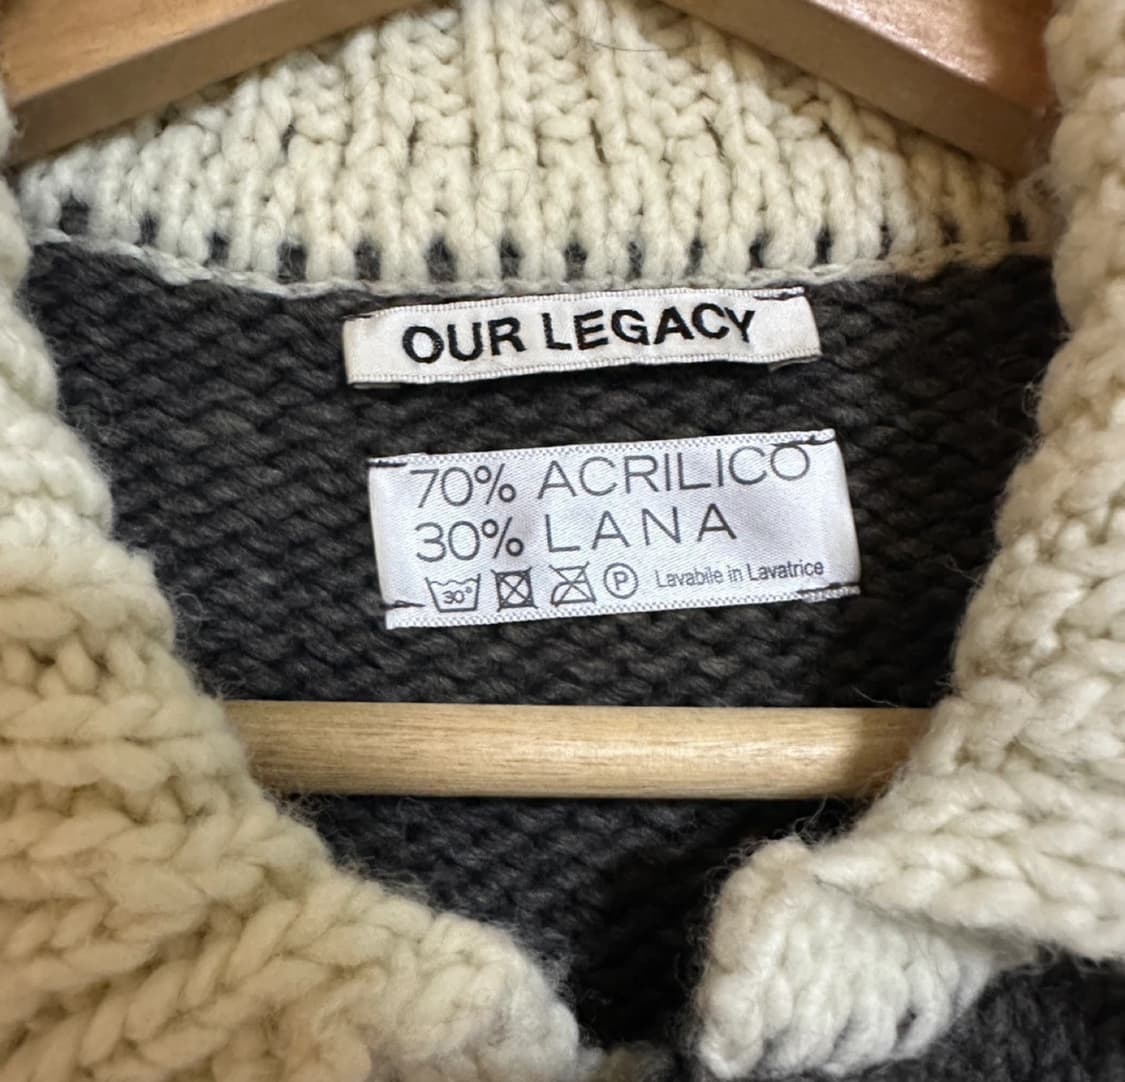 OUR LEGACY
70% ACRILICO
30% LANA
30° P Lavabile in Lavatrice